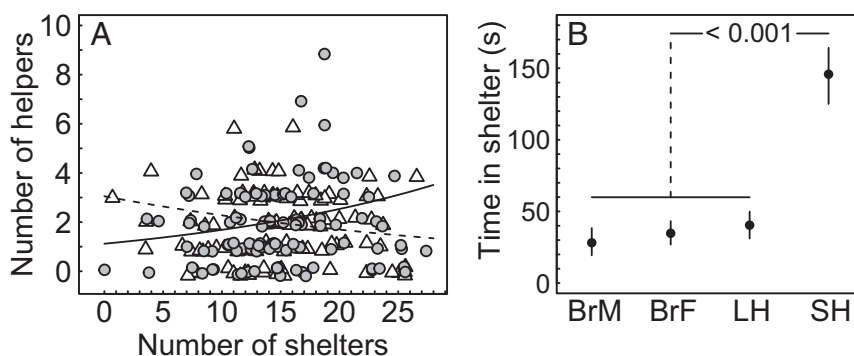 A
Number of helpers
10
8
6
4
2
0
0 5 10 15 20 25
Number of shelters
B
Time in shelter (s)
150
100
50
0
< 0.001
BrM BrF LH SH